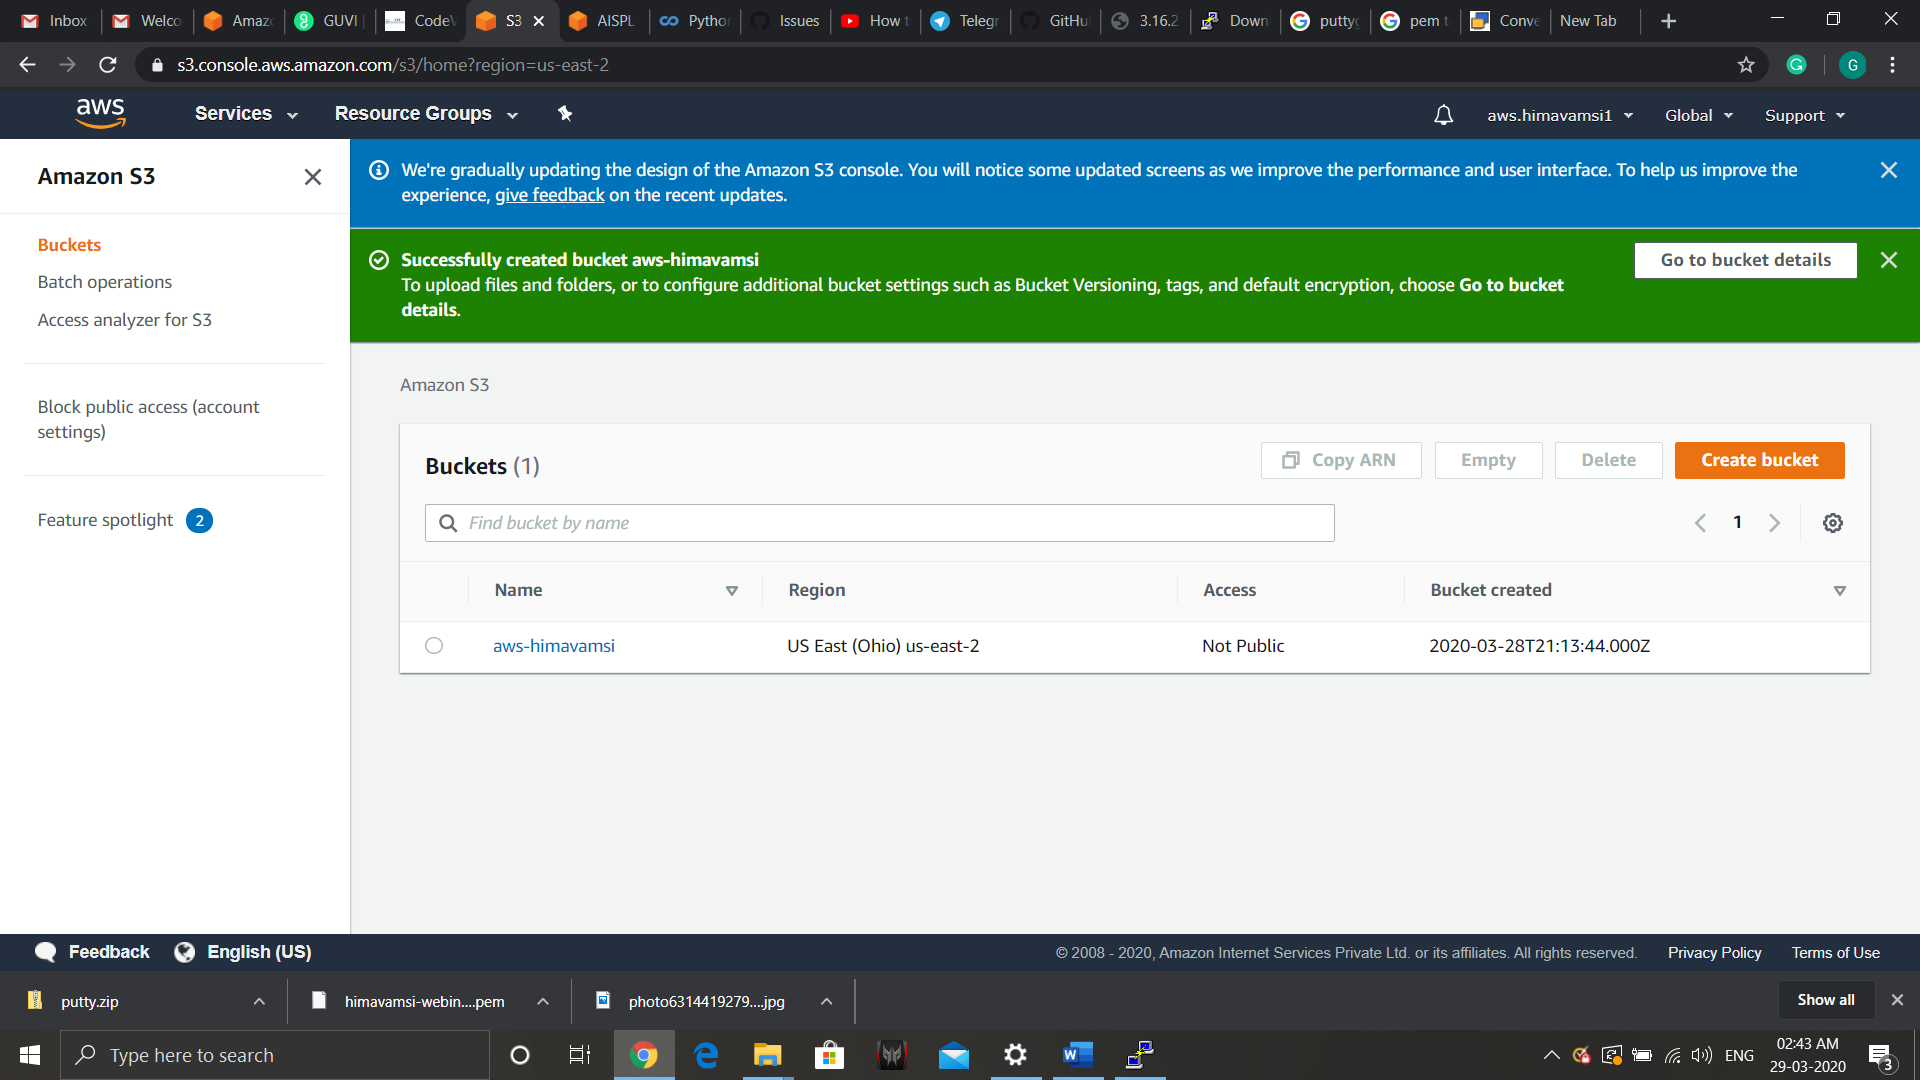 Inbox
Welco
Amaz
GUVI
CodeV
S3
AISPL
Pythor
Issues
How t
Telegr
GitHu
3.16.2
Down
putty
pem t
Conve
New Tab
s3.console.aws.amazon.com/s3/home?region=us-east-2
G
aws
Services
Resource Groups
aws.himavamsi1
Global
Support
Amazon S3
Buckets
Batch operations
Access analyzer for S3
Block public access (account
settings)
Feature spotlight 2
We're gradually updating the design of the Amazon S3 console. You will notice some updated screens as we improve the performance and user interface. To help us improve the
experience, give feedback on the recent updates.
Successfully created bucket aws-himavamsi
To upload files and folders, or to configure additional bucket settings such as Bucket Versioning, tags, and default encryption, choose Go to bucket
details.
Go to bucket details
Amazon S3
Buckets (1)
Copy ARN
Empty
Delete
Create bucket
Find bucket by name
1
Name Region Access Bucket created
aws-himavamsi US East (Ohio) us-east-2 Not Public 2020-03-28T21:13:44.000Z
Feedback
English (US)
© 2008 - 2020, Amazon Internet Services Private Ltd. or its affiliates. All rights reserved.
Privacy Policy
Terms of Use
putty.zip
himavamsi-webin....pem
photo6314419279....jpg
Show all
Type here to search
ENG
02:43 AM
29-03-2020
3